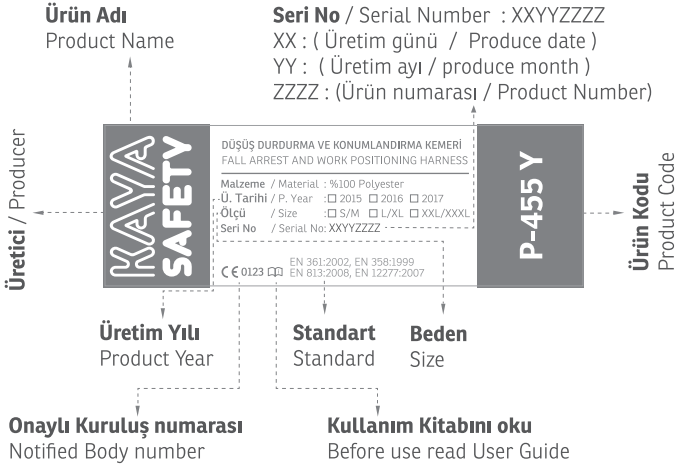 Ürün Adı
Product Name
Seri No / Serial Number : XXYYZZZZ
XX : ( Üretim günü / Produce date )
YY : ( Üretim ayı / produce month )
ZZZZ : (Ürün numarası / Product Number)
Üretici / Producer
KAYA
SAFETY
DÜŞÜŞ DURDURMA VE KONUMLANDIRMA KEMERİ
FALL ARREST AND WORK POSITIONING HARNESS
Malzeme / Material : %100 Polyester
Ü. Tarihi / P. Year : ☐ 2015 ☐ 2016 ☐ 2017
Ölçü / Size : ☐ S/M ☐ L/XL ☐ XXL/XXXL
Seri No / Serial No: XXYYZZZZ
CE 0123
EN 361:2002, EN 358:1999
EN 813:2008, EN 12277:2007
P-455 Y
Ürün Kodu
Product Code
Üretim Yılı
Product Year
Standart
Standard
Beden
Size
Onaylı Kuruluş numarası
Notified Body number
Kullanım Kitabını oku
Before use read User Guide